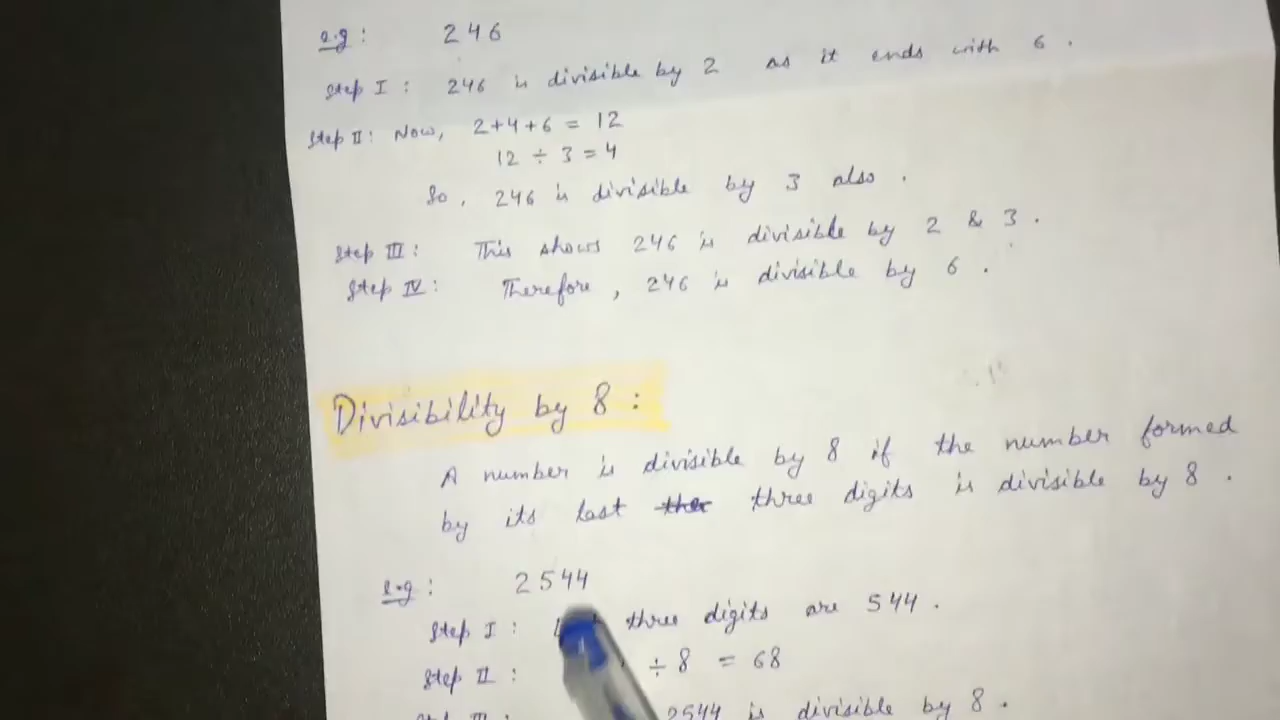 e.g : 246
Step I : 246 is divisible by 2 as it ends with 6 .
Step II : Now, 2+4+6 = 12
12 ÷ 3 = 4
So , 246 is divisible by 3 also .
Step III : This shows 246 is divisible by 2 & 3 .
Step IV : Therefore , 246 is divisible by 6 .
Divisibility by 8 :
A number is divisible by 8 if the number formed
by its last three digits is divisible by 8 .
e.g : 2544
Step I : three digits are 544 .
Step II : ÷ 8 = 68
Step III : 2544 is divisible by 8 .